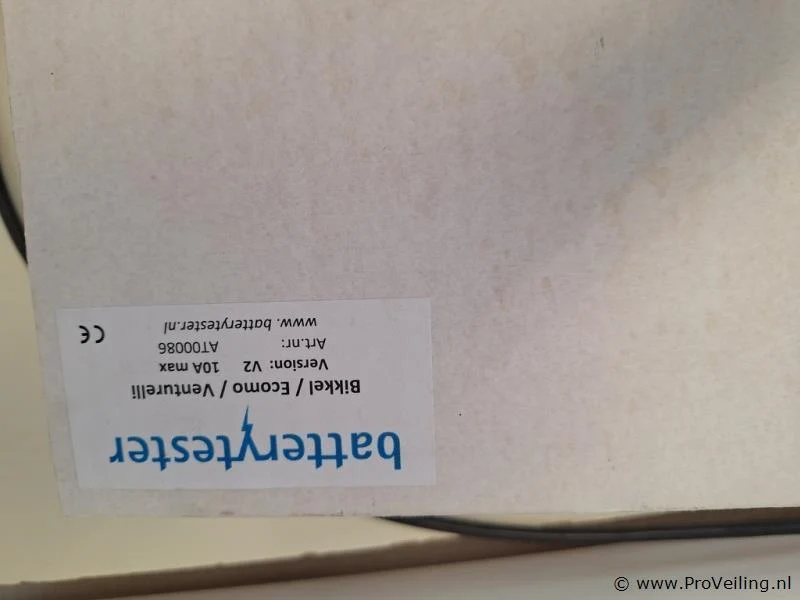 batterytester
Bikkel / Ecomo / Venturelli
Version: V2 10A max
Art.nr: AT00086
www. batterytester.nl
CE
© www.ProVeiling.nl